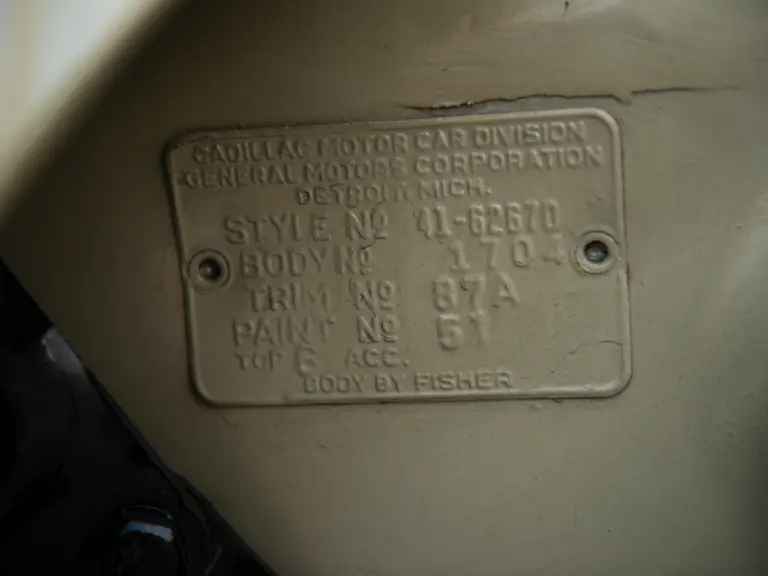 CADILLAC MOTOR CAR DIVISION
GENERAL MOTORS CORPORATION
DETROIT, MICH.
STYLE Nº 41-6267D
BODY Nº 1704
TRIM Nº 87A
PAINT Nº 51
TOP 6 ACC.
BODY BY FISHER